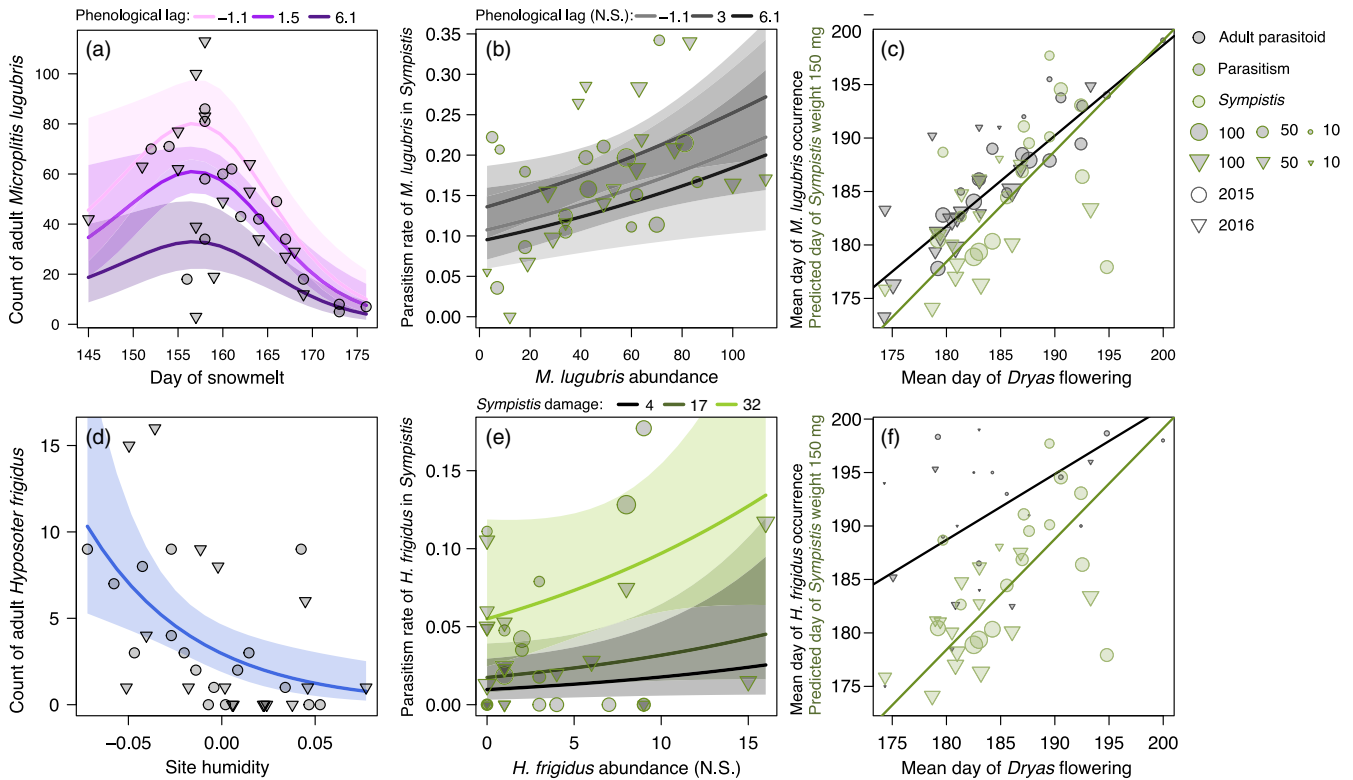 Phenological lag: −1.1 1.5 6.1
(a)
Count of adult Microplitis lugubris
100
80
60
40
20
0
145 150 155 160 165 170 175
Day of snowmelt
Phenological lag (N.S.): −1.1 3 6.1
(b)
Parasitism rate of M. lugubris in Sympistis
0.35
0.30
0.25
0.20
0.15
0.10
0.05
0.00
0 20 40 60 80 100
M. lugubris abundance
(c)
Mean day of M. lugubris occurrence
Predicted day of Sympistis weight 150 mg
200
195
190
185
180
175
175 180 185 190 195 200
Mean day of Dryas flowering
Adult parasitoid
Parasitism
Sympistis
100 50 10
100 50 10
2015
2016
(d)
Count of adult Hyposoter frigidus
15
10
5
0
−0.05 0.00 0.05
Site humidity
Sympistis damage: 4 17 32
(e)
Parasitism rate of H. frigidus in Sympistis
0.15
0.10
0.05
0.00
0 5 10 15
H. frigidus abundance (N.S.)
(f)
Mean day of H. frigidus occurrence
Predicted day of Sympistis weight 150 mg
200
195
190
185
180
175
175 180 185 190 195 200
Mean day of Dryas flowering